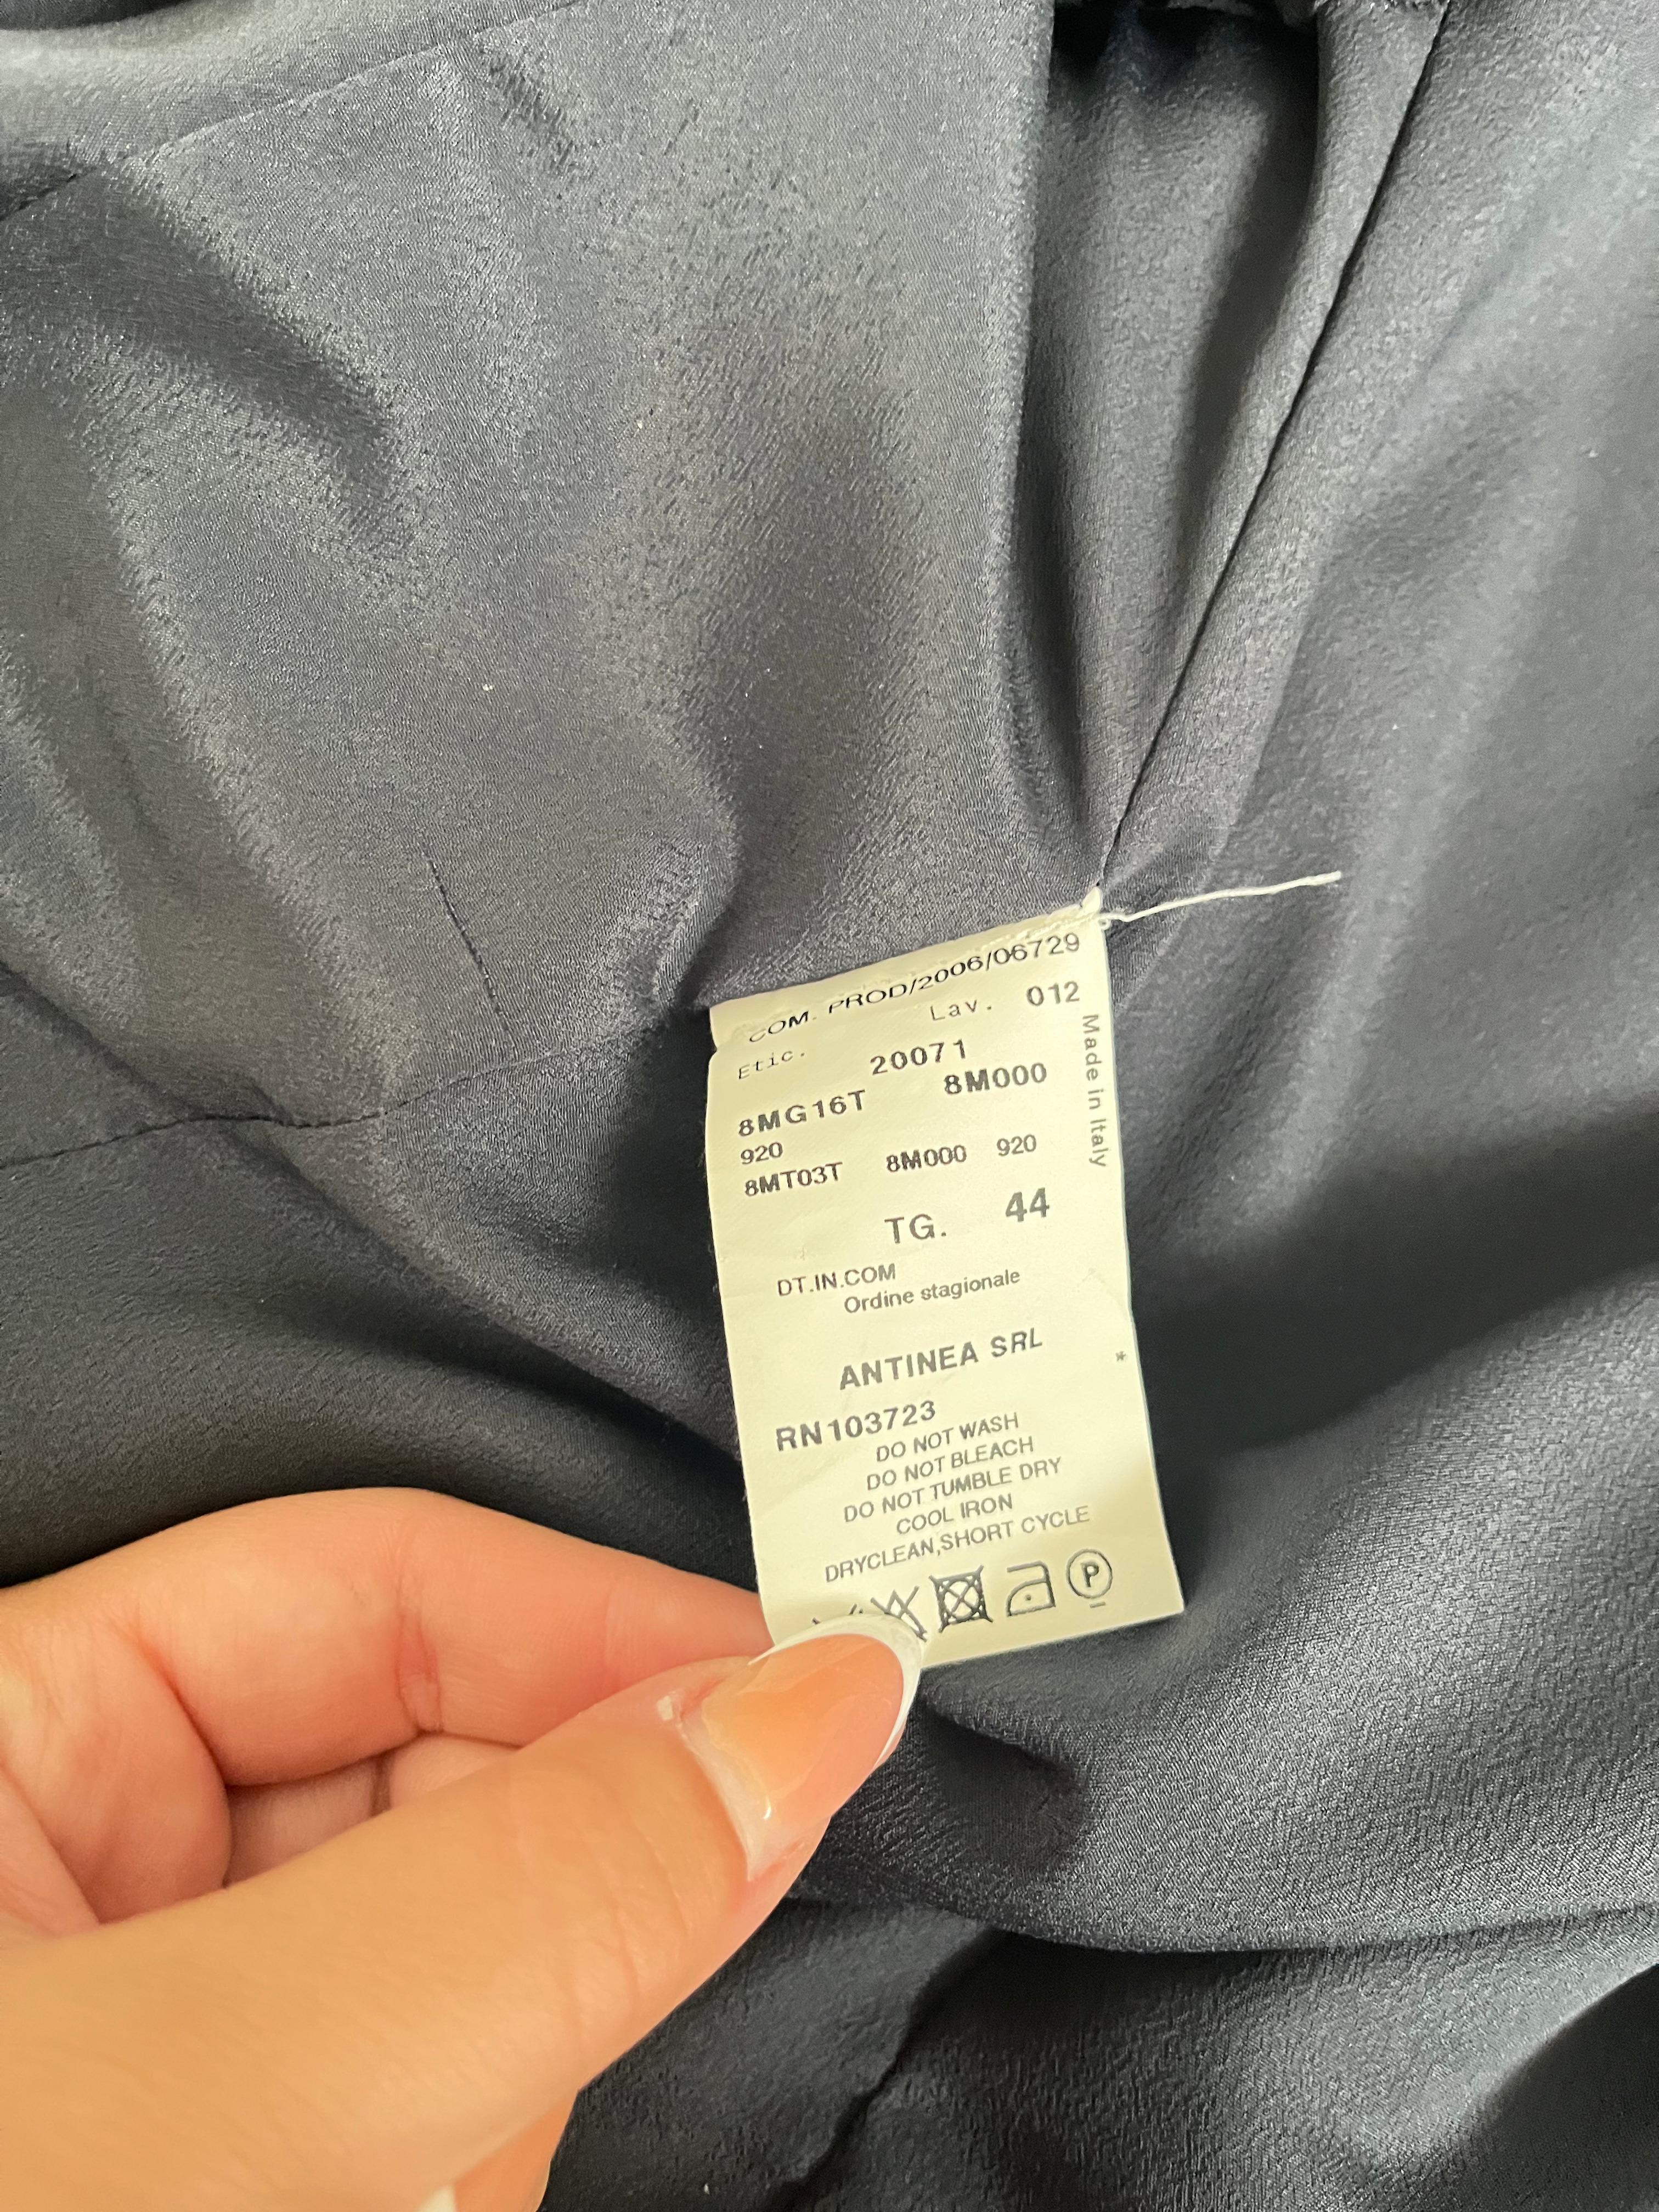 COM. PROD/2006/06729
Etic. Lav. 012
20071
8MG16T 8M000
920
8MT03T 8M000 920
TG. 44
DT.IN.COM
Ordine stagionale
ANTINEA SRL
*
RN103723
DO NOT WASH
DO NOT BLEACH
DO NOT TUMBLE DRY
COOL IRON
DRYCLEAN,SHORT CYCLE
P
Made in Italy